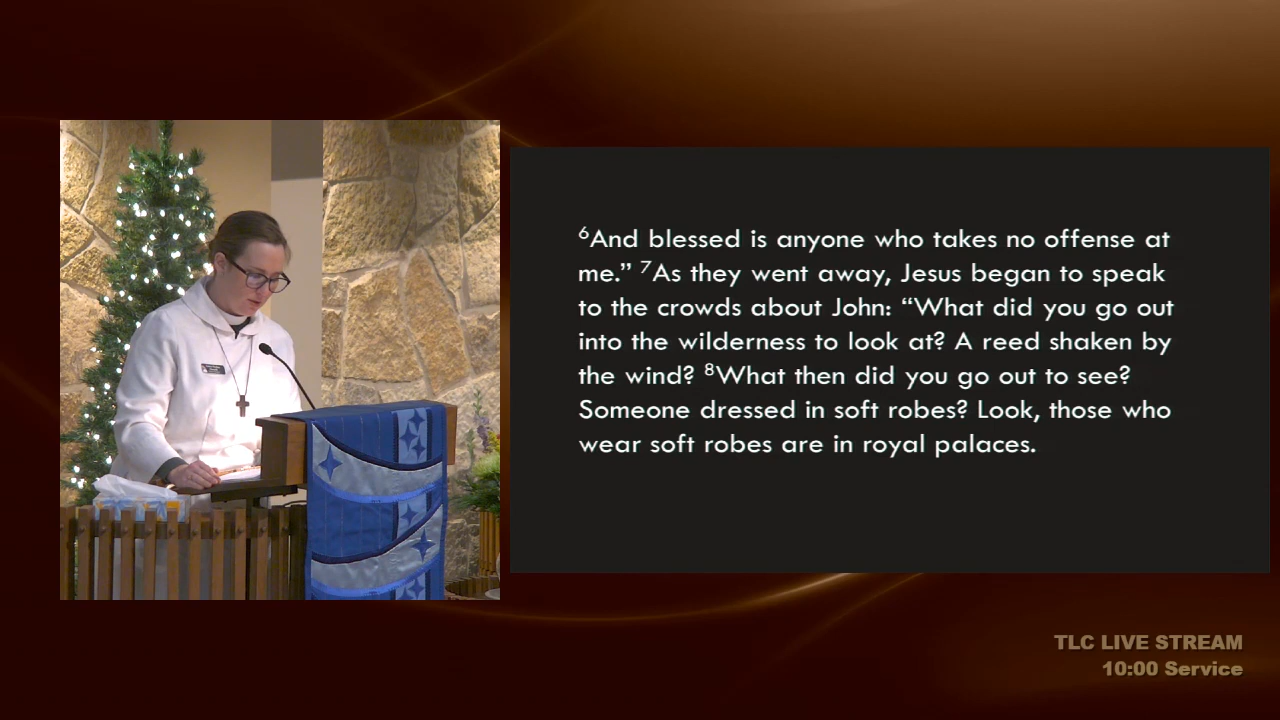 ⁶And blessed is anyone who takes no offense at
me.” ⁷As they went away, Jesus began to speak
to the crowds about John: “What did you go out
into the wilderness to look at? A reed shaken by
the wind? ⁸What then did you go out to see?
Someone dressed in soft robes? Look, those who
wear soft robes are in royal palaces.
TLC LIVE STREAM
10:00 Service